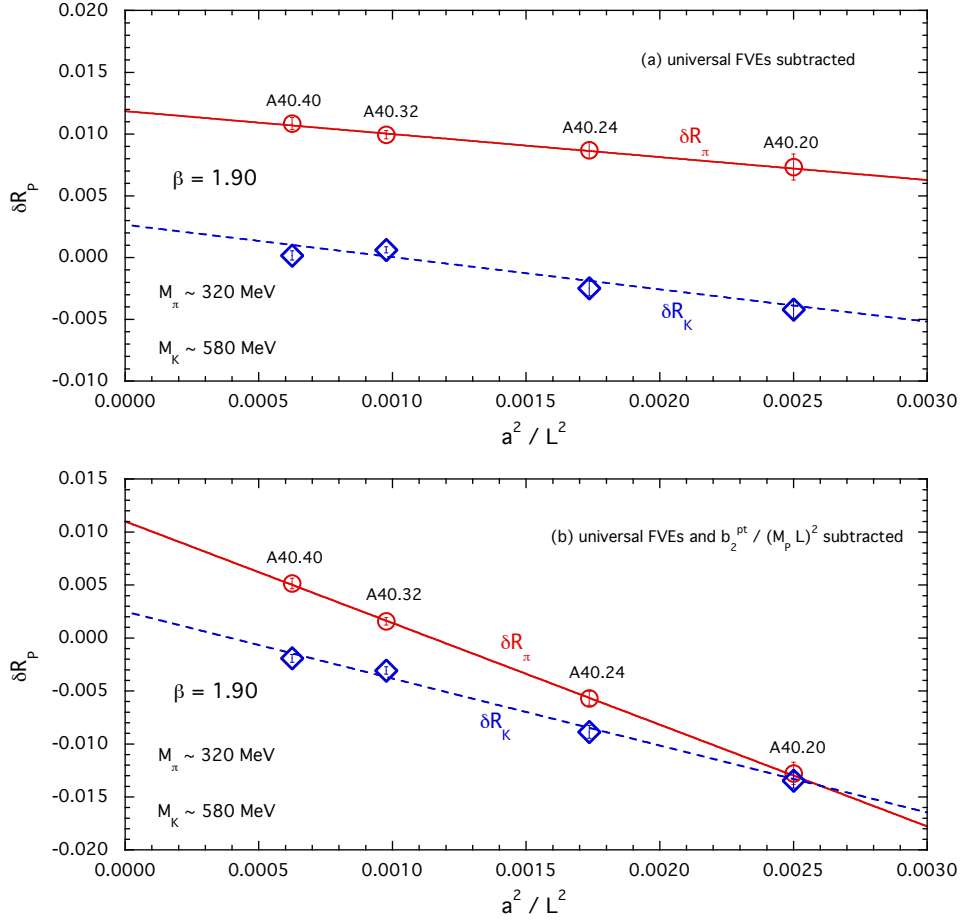 0.020
(a) universal FVEs subtracted
0.015
A40.40
A40.32
A40.24
A40.20
0.010
δR_π
β = 1.90
0.005
δR_P
0.000
M_π ~ 320 MeV
δR_K
-0.005
M_K ~ 580 MeV
-0.010
0.0000 0.0005 0.0010 0.0015 0.0020 0.0025 0.0030
a^2 / L^2
0.015
(b) universal FVEs and b_2^pt / (M_P L)^2 subtracted
0.010
A40.40
0.005
A40.32
0.000
δR_π
δR_P
A40.24
-0.005
β = 1.90
δR_K
A40.20
-0.010
M_π ~ 320 MeV
-0.015
M_K ~ 580 MeV
-0.020
0.0000 0.0005 0.0010 0.0015 0.0020 0.0025 0.0030
a^2 / L^2